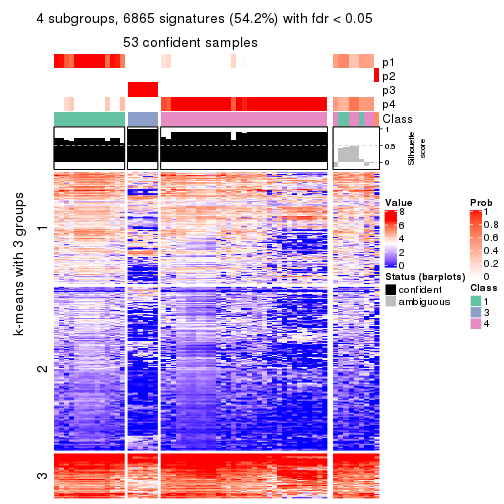 4 subgroups, 6865 signatures (54.2%) with fdr < 0.05
53 confident samples
p1
p2
p3
p4
Class
1
0.5
0
Silhouette
score
k-means with 3 groups
1
2
3
Value
8
6
4
2
0
Status (barplots)
confident
ambiguous
Prob
1
0.8
0.6
0.4
0.2
0
Class
1
3
4